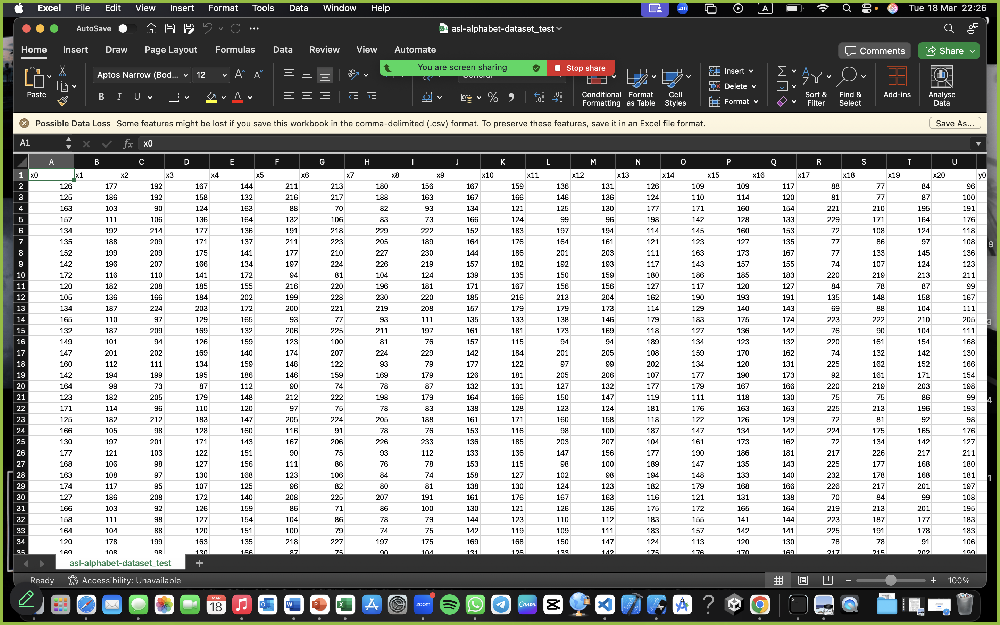 Excel File Edit View Insert Format Tools Data Window Help zm A Tue 18 Mar 22:26
AutoSave asl-alphabet-dataset_test
Home Insert Draw Page Layout Formulas Data Review View Automate Comments Share
You are screen sharing Stop share
Paste Aptos Narrow (Bod... 12 General Insert
B I U Delete
Conditional Formatting Format as Table Cell Styles Format Sort & Filter Find & Select Add-ins Analyse Data
Possible Data Loss Some features might be lost if you save this workbook in the comma-delimited (.csv) format. To preserve these features, save it in an Excel file format. Save As...
A1 fx x0
A B C D E F G H I J K L M N O P Q R S T U
1 x0 x1 x2 x3 x4 x5 x6 x7 x8 x9 x10 x11 x12 x13 x14 x15 x16 x17 x18 x19 x20 y0
2 126 177 192 167 144 211 213 180 156 167 159 136 131 126 109 109 117 88 77 84 96
3 125 186 192 158 132 216 217 188 163 167 166 146 136 124 110 114 120 81 77 87 100
4 163 103 90 124 163 88 70 82 93 134 121 125 130 177 171 160 154 221 210 195 191
5 157 111 106 136 164 132 106 83 73 166 124 99 96 198 142 128 133 229 171 164 176
6 134 192 214 177 136 191 218 229 222 152 183 197 194 114 145 160 153 72 108 124 118
7 135 188 209 171 137 211 223 205 189 164 176 164 161 121 123 127 135 77 86 97 108
8 152 199 209 175 141 177 210 227 230 144 186 201 203 111 163 173 167 77 133 145 136
9 142 196 207 166 134 197 224 226 219 157 182 192 193 117 143 157 155 74 107 124 123
10 172 116 110 141 172 94 81 104 124 139 135 150 159 180 186 185 183 220 219 213 211
11 120 182 208 185 155 216 220 196 181 171 167 156 156 127 117 120 127 84 78 87 99
12 105 136 166 184 202 199 228 230 220 185 216 213 204 162 190 193 191 135 148 158 167
13 134 187 224 203 172 200 221 219 208 157 179 179 173 114 129 140 143 69 88 104 111
14 165 110 97 129 165 93 77 93 111 135 133 138 146 179 183 175 174 223 222 210 205
15 132 187 209 169 132 206 225 211 197 161 181 173 169 118 127 136 142 76 90 104 111
16 149 101 94 126 159 123 100 81 76 157 115 94 94 189 134 123 132 220 161 154 168
17 147 201 202 169 140 174 207 224 229 142 184 201 205 108 159 170 162 74 132 142 130
18 160 112 111 134 159 148 122 93 79 177 122 97 99 202 134 120 131 225 162 152 166
19 142 194 199 195 186 146 159 169 179 126 181 205 206 107 177 190 173 92 161 171 154
20 164 99 73 87 112 90 74 78 87 132 131 127 132 177 179 167 166 220 219 203 198
21 123 182 205 179 148 212 222 198 179 164 166 150 147 119 111 118 130 75 75 86 99
22 171 114 96 110 120 97 75 78 83 138 128 123 124 181 176 163 163 225 213 196 193
23 125 182 212 183 147 205 224 205 188 161 171 160 158 118 122 126 129 72 81 92 98
24 166 105 98 128 160 116 91 78 76 153 116 98 100 187 147 134 142 224 175 165 176
25 130 197 201 171 143 167 206 226 233 136 185 203 207 104 161 173 162 72 134 142 127
26 177 121 103 122 151 90 75 93 112 133 136 147 156 177 190 186 181 217 226 217 211
27 168 106 98 127 156 111 86 76 78 153 115 98 100 189 147 135 143 225 177 168 180
28 163 108 97 130 168 123 106 84 74 158 127 102 98 194 148 133 140 232 178 168 181
29 174 117 95 107 125 96 82 80 81 138 130 124 123 182 179 168 166 226 217 201 197
30 127 186 208 172 140 208 225 207 191 161 176 167 163 116 121 131 138 70 84 99 108
31 166 103 92 126 159 86 71 86 100 130 121 126 136 175 172 165 164 219 213 201 195
32 158 111 98 127 154 104 86 78 79 144 123 110 112 183 155 141 144 223 187 177 183
33 164 104 88 120 151 100 79 74 75 142 119 109 111 183 157 142 141 225 191 178 183
34 120 178 199 163 135 218 227 197 175 169 168 150 147 124 113 120 130 78 78 91 106
35 169 108 98 130 166 87 75 90 104 131 126 133 142 175 176 170 169 217 215 202 199
asl-alphabet-dataset_test +
Ready Accessibility: Unavailable 100%
MAR
18 zoom Canva